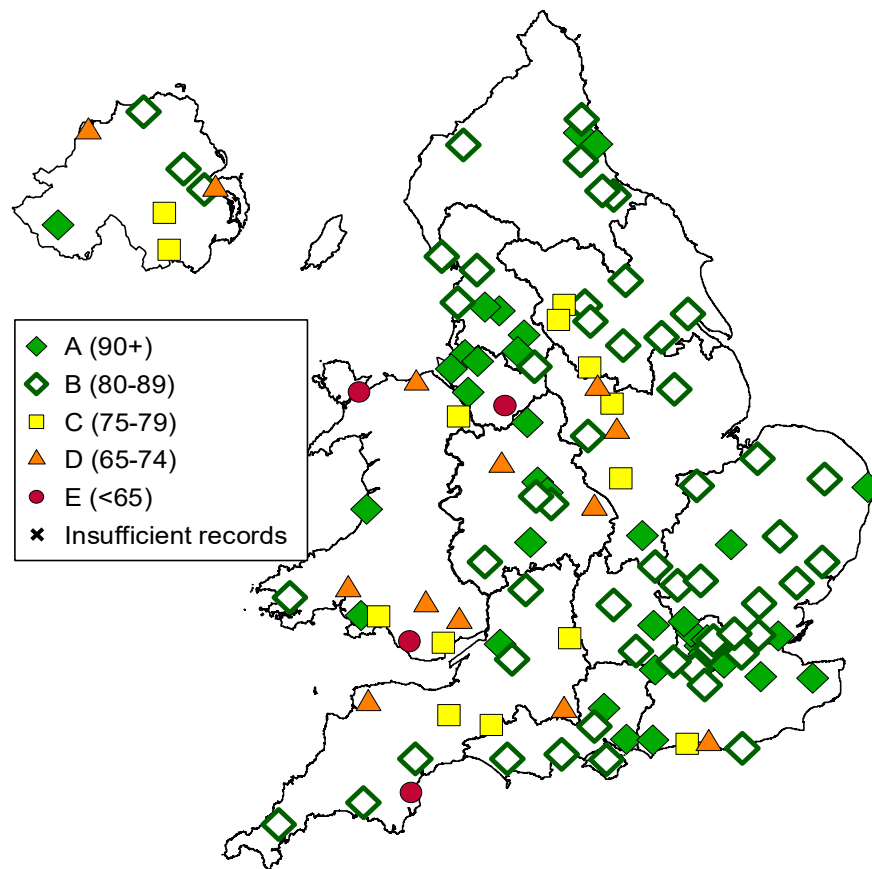 A (90+)
B (80-89)
C (75-79)
D (65-74)
E (<65)
Insufficient records